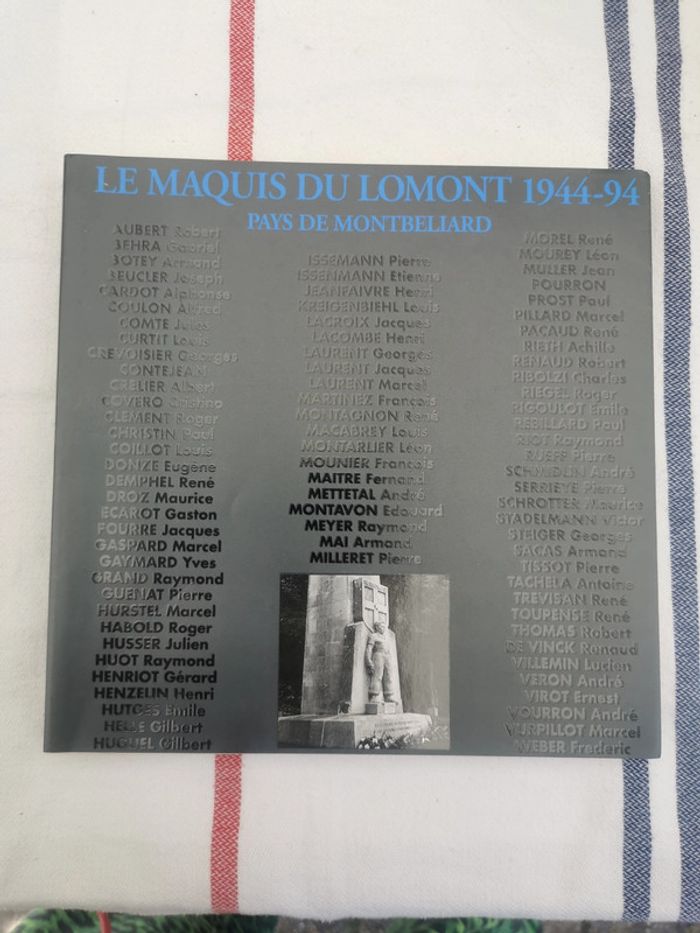 LE MAQUIS DU LOMONT 1944-94
PAYS DE MONTBELIARD
AUBERT Robert
BEHRA Gabriel
BOTEY Armand
BEUCLER Joseph
CARDOT Alphonse
COULON Alfred
COMTE Jules
CURTIT Louis
CREVOISIER Georges
CONTEJEAN
CRELIER Albert
COVERO Cristino
CLEMENT Roger
CHRISTIN Paul
COILLOT Louis
DONZE Eugène
DEMPHEL René
DROZ Maurice
ECAROT Gaston
FOURRE Jacques
GASPARD Marcel
GAYMARD Yves
GRAND Raymond
GUENAT Pierre
HURSTEL Marcel
HABOLD Roger
HUSSER Julien
HUOT Raymond
HENRIOT Gérard
HENZELIN Henri
HUTGES Emile
HELLE Gilbert
HUGUEL Gilbert
ISSEMANN Pierre
ISSENMANN Etienne
JEANFAIVRE Henri
KREIGENBIEHL Louis
LACROIX Jacques
LACOMBE Henri
LAURENT Georges
LAURENT Jacques
LAURENT Marcel
MARTINEZ François
MONTAGNON René
MACABREY Louis
MONTARLIER Léon
MOUNIER François
MAITRE Fernand
METTETAL André
MONTAVON Edouard
MEYER Raymond
MAI Armand
MILLERET Pierre
MOREL René
MOUREY Léon
MULLER Jean
POURRON
PROST Paul
PILLARD Marcel
PACAUD René
RIETH Achille
RENAUD Robert
RIBOLZI Charles
RIEGEL Roger
RIGOULOT Emile
REBILLARD Paul
RIOT Raymond
RUEFF Pierre
SCHMIDLIN André
SERRIEYE Pierre
SCHROTTER Maurice
STADELMANN Victor
STEIGER Georges
SACAS Armand
TISSOT Pierre
TACHELA Antoine
TREVISAN René
TOUPENSE René
THOMAS Robert
DE VINCK Renaud
VILLEMIN Lucien
VERON André
VIROT Ernest
VOURRON André
VURPILLOT Marcel
WEBER Frederic